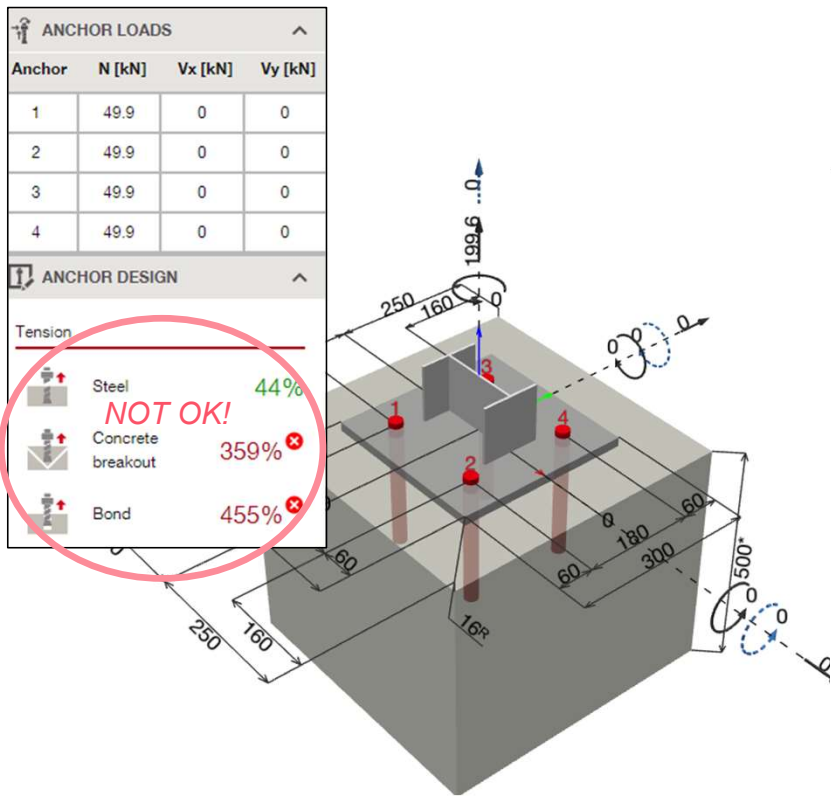 ANCHOR LOADS
Anchor N [kN] Vx [kN] Vy [kN]
1 49.9 0 0
2 49.9 0 0
3 49.9 0 0
4 49.9 0 0
ANCHOR DESIGN
Tension
Steel 44%
NOT OK!
Concrete
breakout 359%
Bond 455%
0
199.6
0
250
160
0
0
0
3
1
4
2
60
0
180
60
300
60
500*
0
0
0
16R
60
160
250